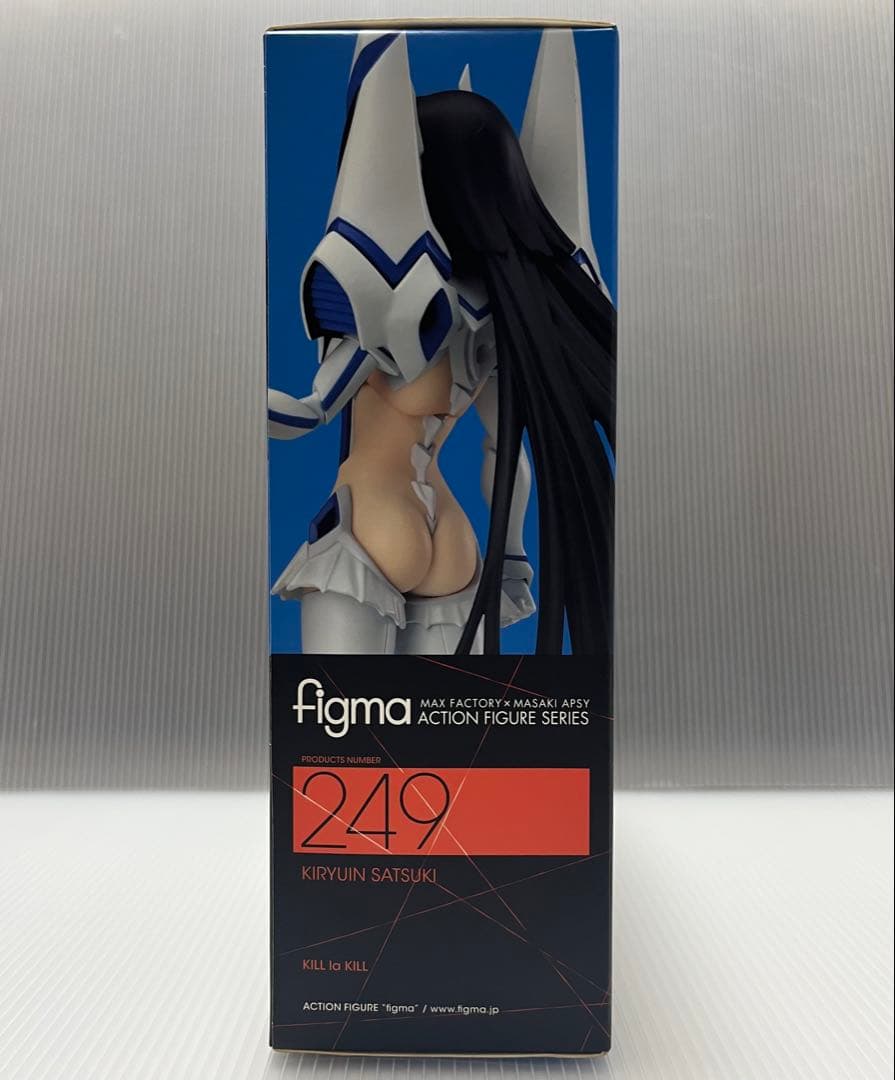 figma
MAX FACTORY × MASAKI APSY
ACTION FIGURE SERIES
PRODUCTS NUMBER
249
KIRYUIN SATSUKI
KILL la KILL
ACTION FIGURE "figma" / www.figma.jp